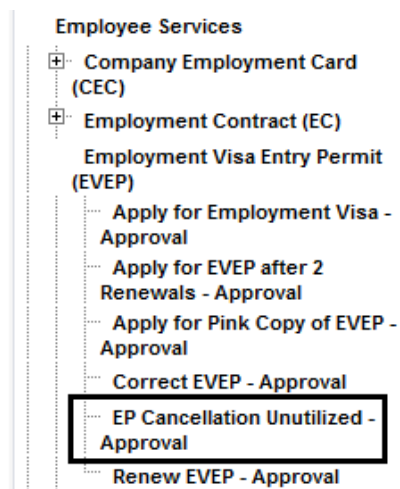 Employee Services
Company Employment Card
(CEC)
Employment Contract (EC)
Employment Visa Entry Permit
(EVEP)
Apply for Employment Visa -
Approval
Apply for EVEP after 2
Renewals - Approval
Apply for Pink Copy of EVEP -
Approval
Correct EVEP - Approval
EP Cancellation Unutilized -
Approval
Renew EVEP - Approval